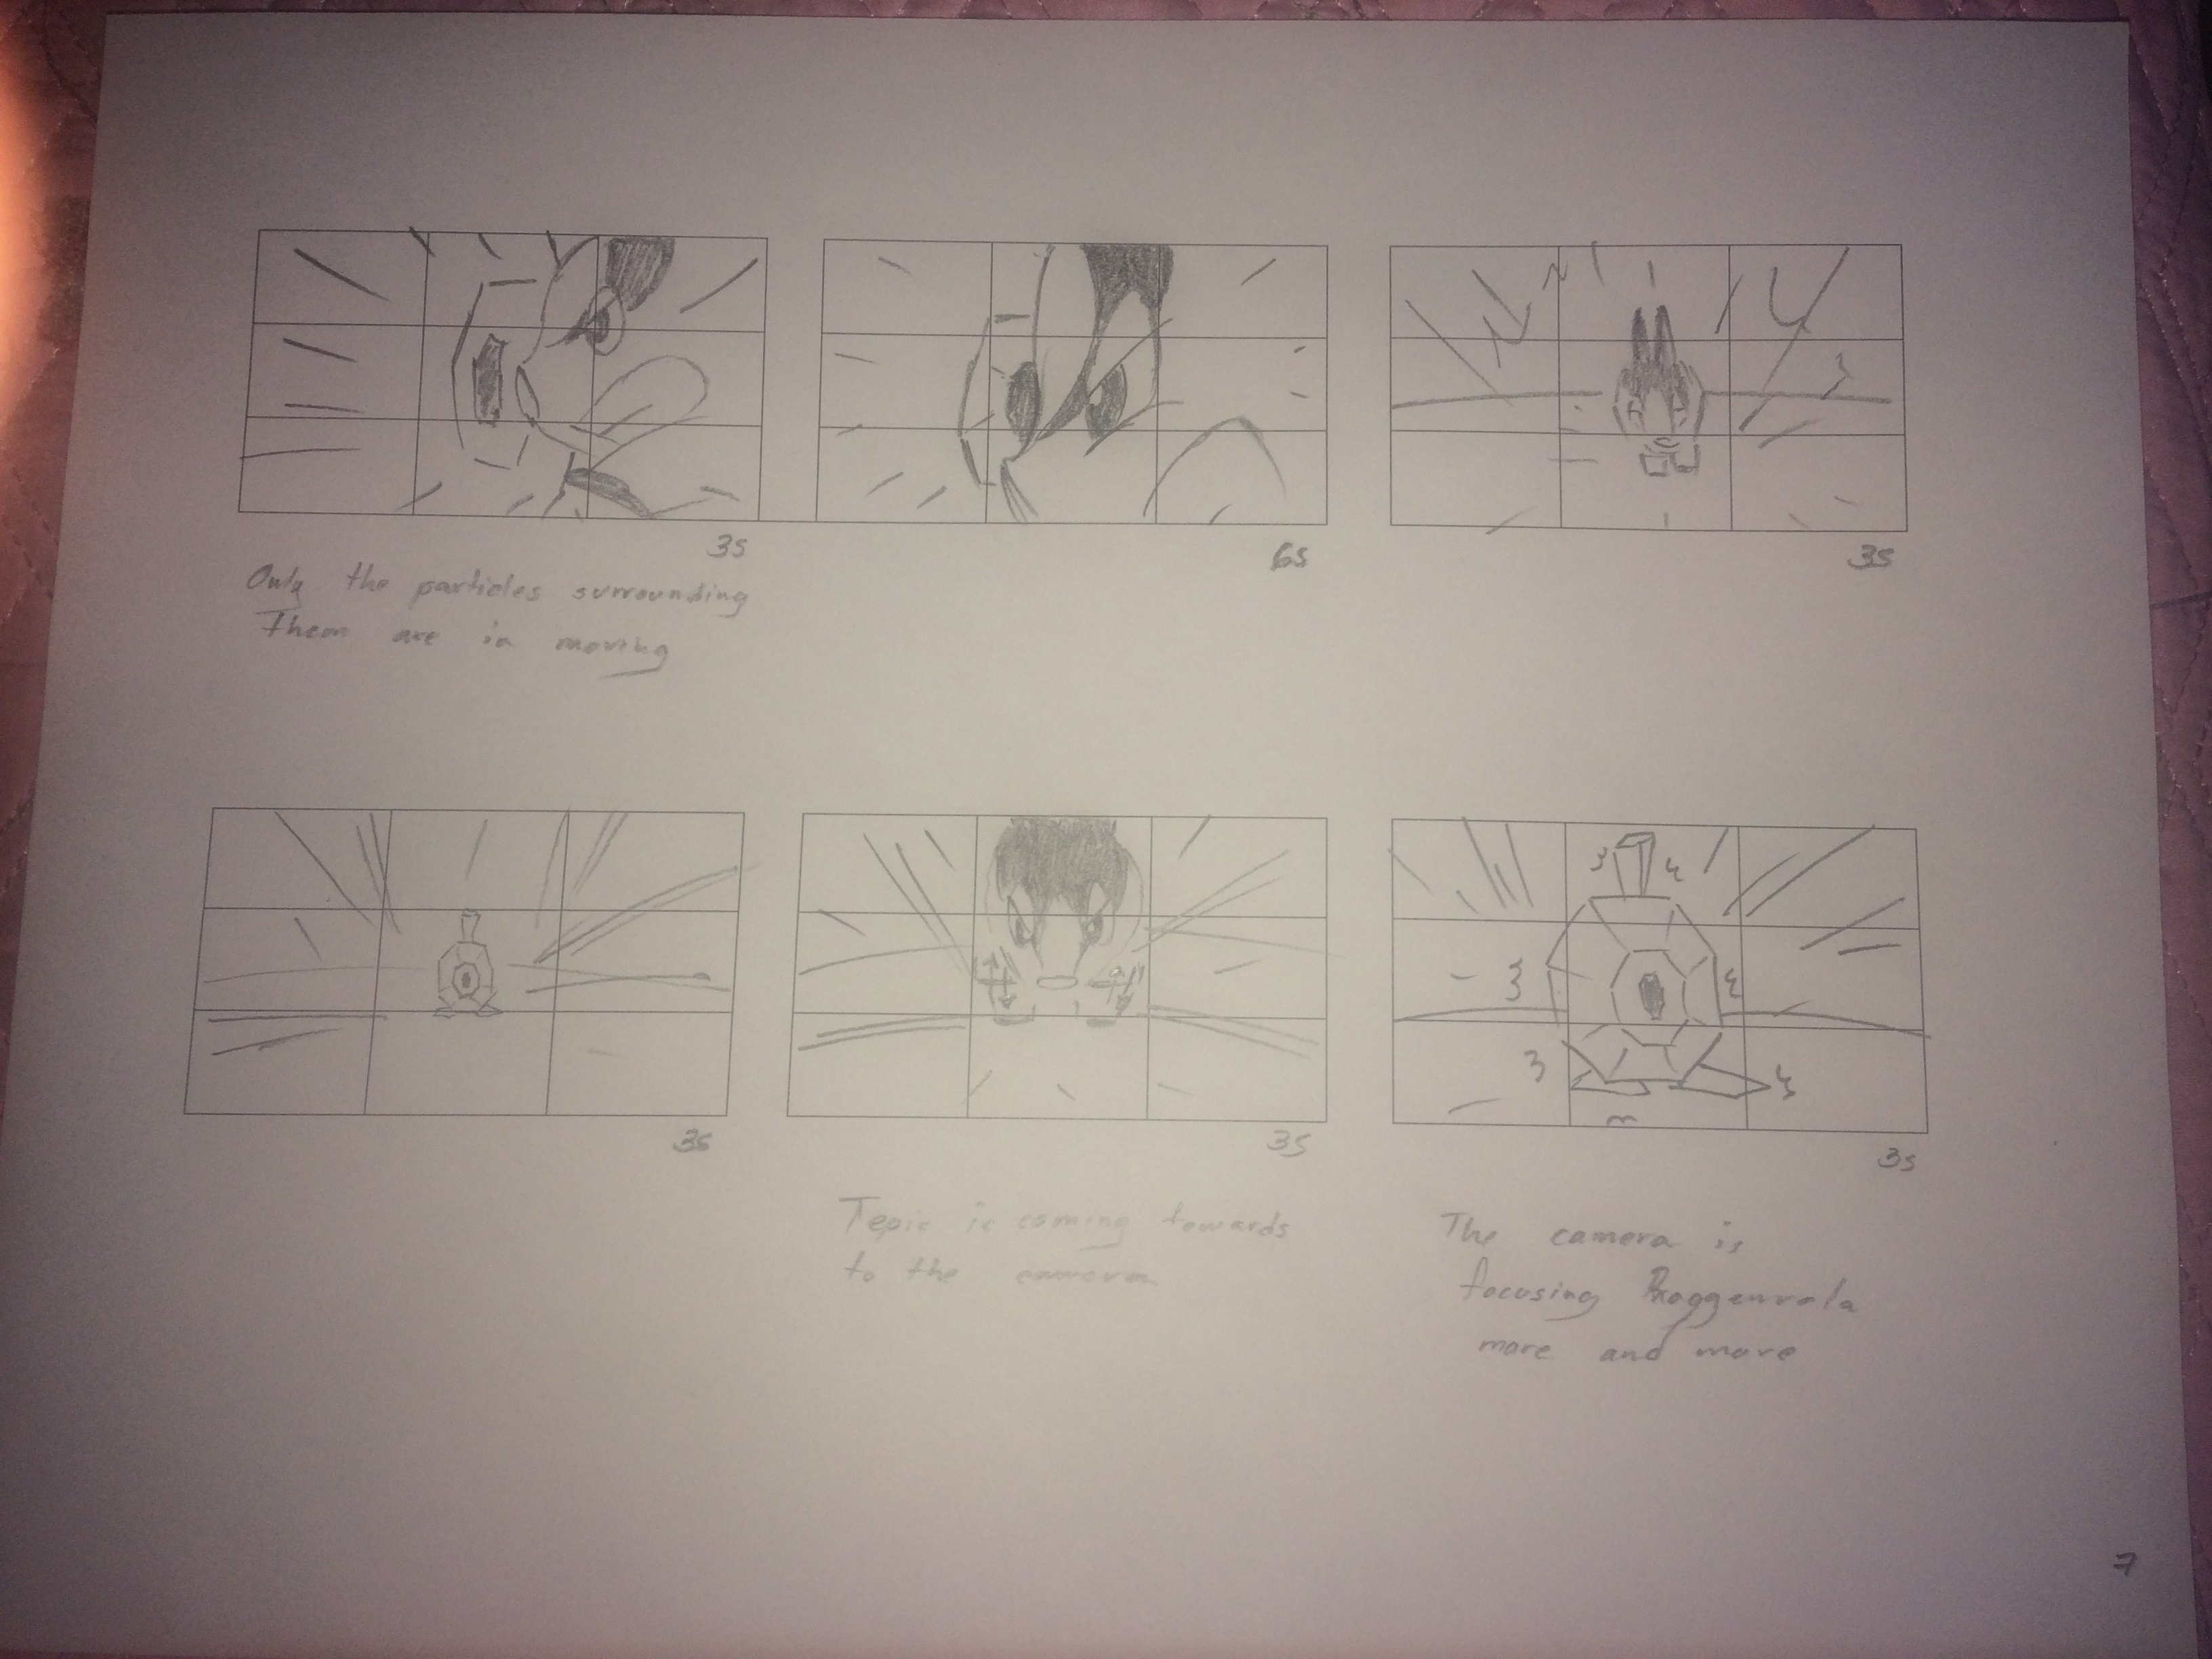 3s
6s
3s
Only the particles surrounding
Them are in moving
3s
3s
3s
Tepic is coming towards
to the camera
The camera is
focusing Roggenrola
more and more
7